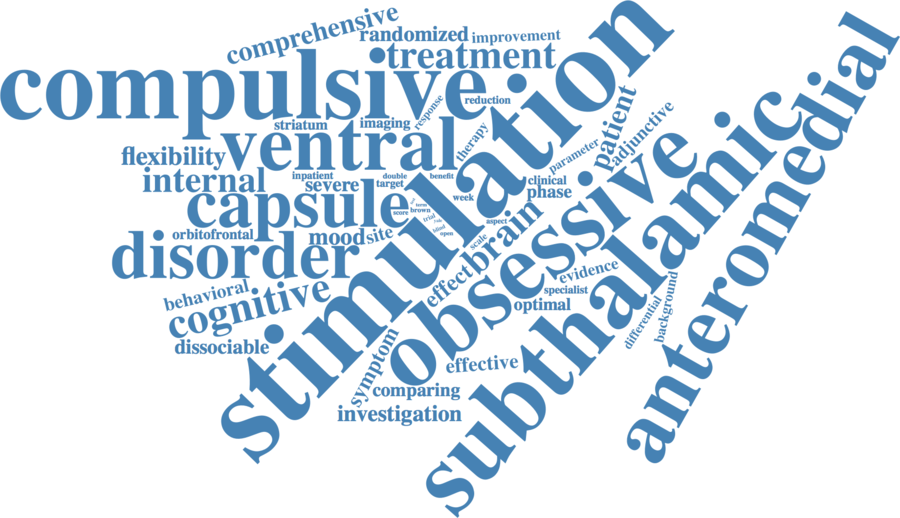 comprehensive
randomized
improvement
treatment
compulsive
stimulation
anteromedial
reduction
response
striatum
imaging
ventral
flexibility
therapy
patient
adjunctive
parameter
obsessive
subthalamic
internal
inpatient
severe
double
target
benefit
clinical
phase
capsule
week
score
brown
trial
aspect
blind
open
scale
brain
orbitofrontal
mood
site
disorder
effect
evidence
specialist
optimal
behavioral
cognitive
differential
background
dissociable
symptom
effective
comparing
investigation